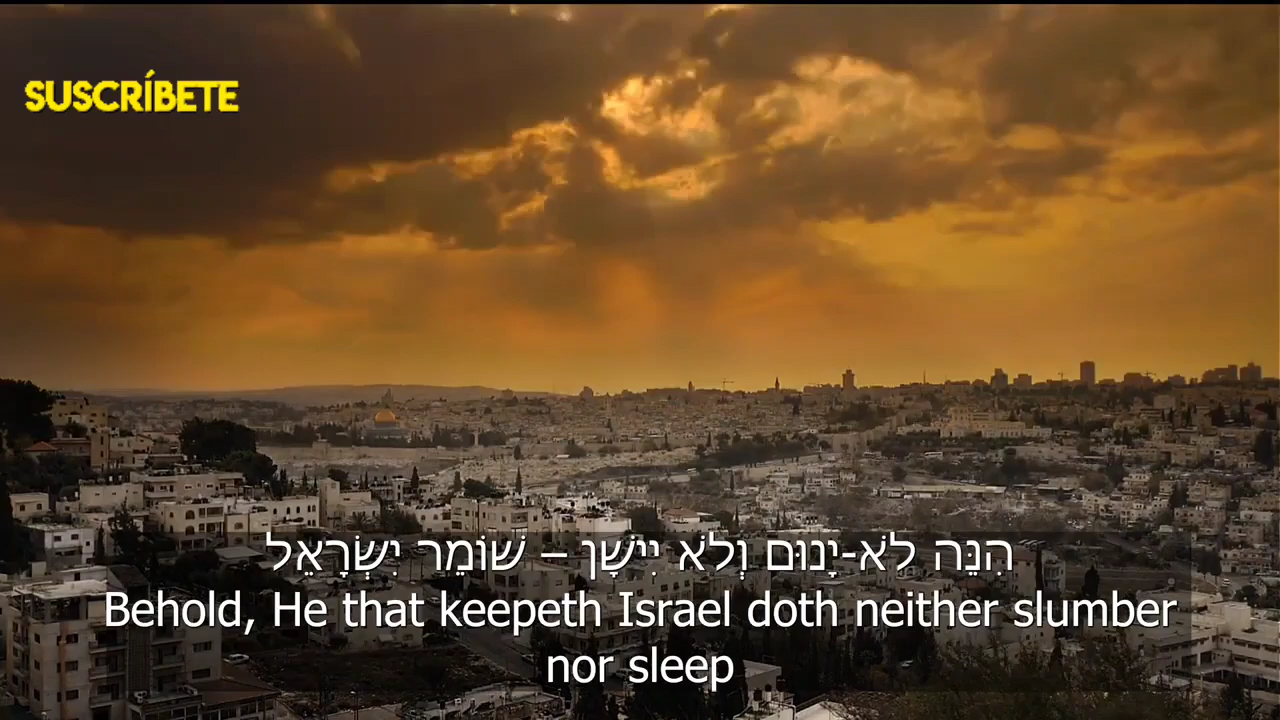 SUSCRÍBETE
הִנֵּה לֹא-יָנוּם וְלֹא יִישָׁן – שׁוֹמֵר יִשְׂרָאֵל
Behold, He that keepeth Israel doth neither slumber
nor sleep